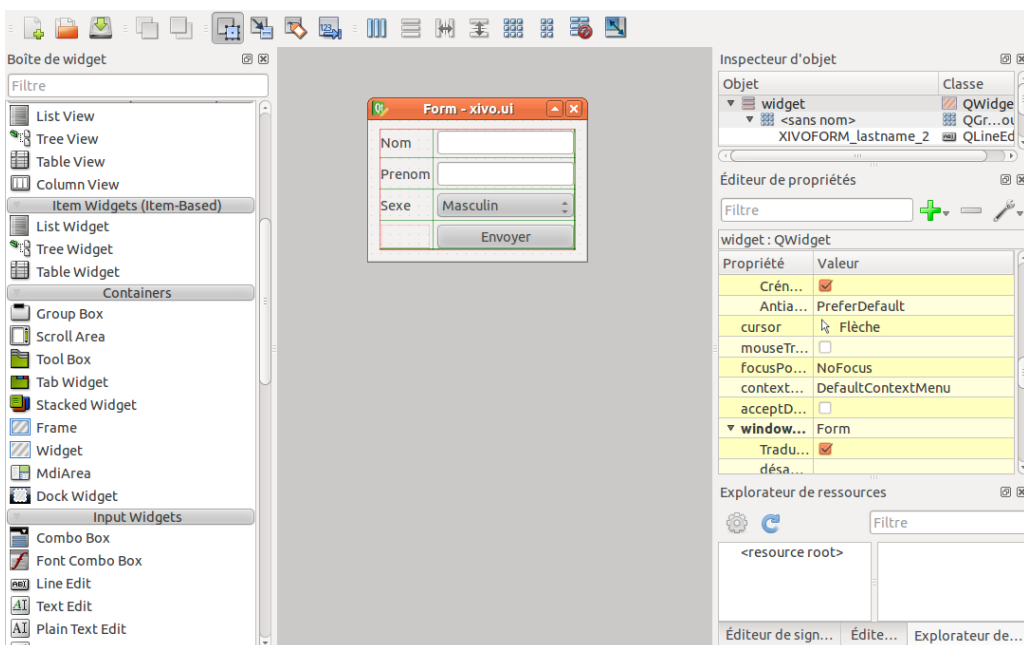 Boîte de widget
Filtre
List View
Tree View
Table View
Column View
Item Widgets (Item-Based)
List Widget
Tree Widget
Table Widget
Containers
Group Box
Scroll Area
Tool Box
Tab Widget
Stacked Widget
Frame
Widget
MdiArea
Dock Widget
Input Widgets
Combo Box
Font Combo Box
Line Edit
Text Edit
Plain Text Edit
Form - xivo.ui
Nom
Prenom
Sexe Masculin
Envoyer
Inspecteur d'objet
Objet Classe
widget QWidge
<sans nom> QGr...ou
XIVOFORM_lastname_2 QLineEd
Éditeur de propriétés
Filtre
widget : QWidget
Propriété Valeur
Crén...
Antia... PreferDefault
cursor Flèche
mouseTr...
focusPo... NoFocus
context... DefaultContextMenu
acceptD...
window... Form
Tradu...
désa...
Explorateur de ressources
Filtre
<resource root>
Éditeur de sign... Édite... Explorateur de...